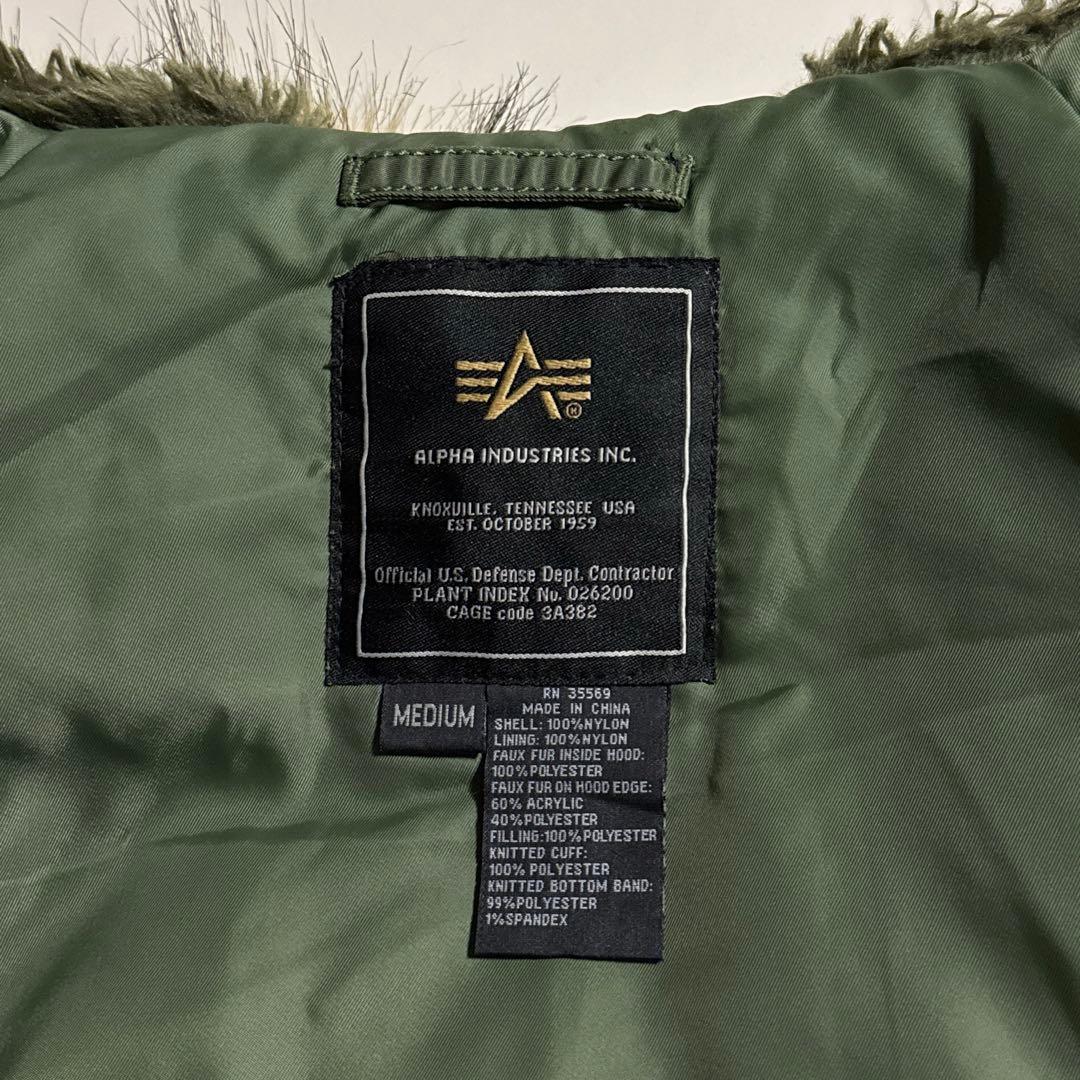 ALPHA INDUSTRIES INC.
KNOXVILLE, TENNESSEE USA
EST. OCTOBER 1959
Official U.S. Defense Dept. Contractor
PLANT INDEX No. 026200
CAGE code 3A382
MEDIUM
RN 35569
MADE IN CHINA
SHELL: 100%NYLON
LINING: 100%NYLON
FAUX FUR INSIDE HOOD:
100%POLYESTER
FAUX FUR ON HOOD EDGE:
60% ACRYLIC
40%POLYESTER
FILLING:100%POLYESTER
KNITTED CUFF:
100% POLYESTER
KNITTED BOTTOM BAND:
99%POLYESTER
1%SPANDEX